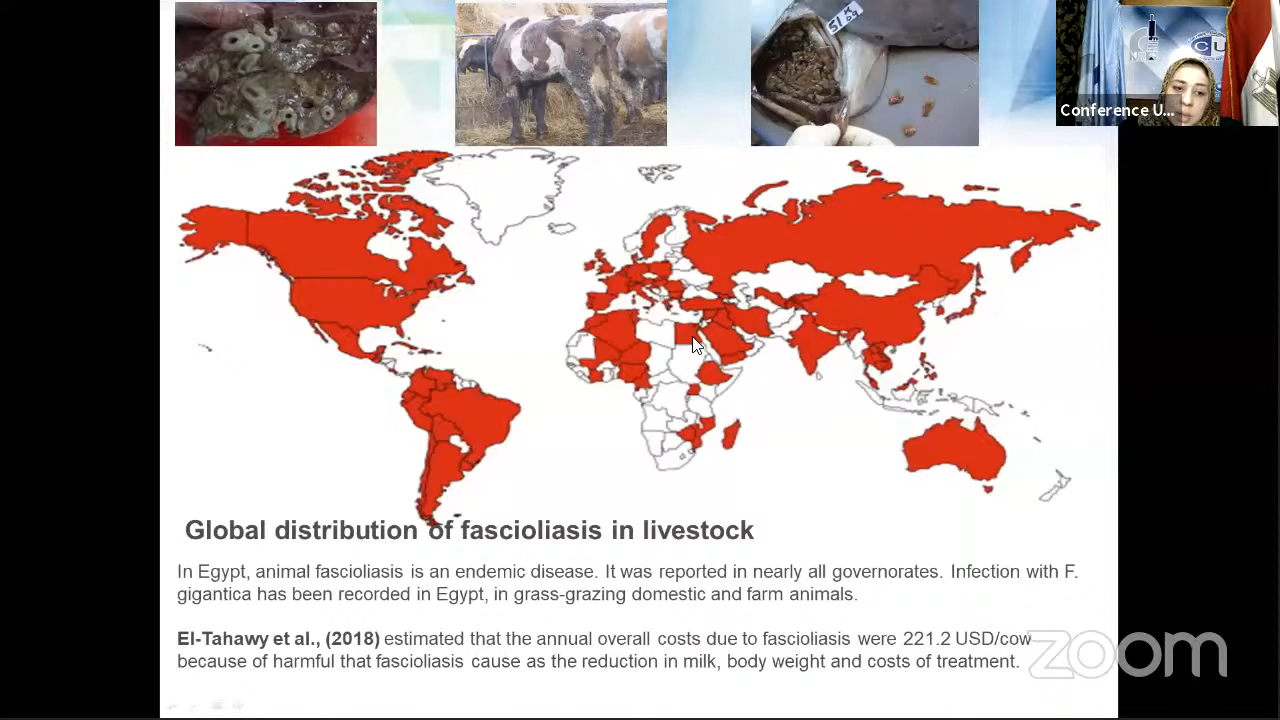 51 K
Conference U...
CU
Global distribution of fascioliasis in livestock
In Egypt, animal fascioliasis is an endemic disease. It was reported in nearly all governorates. Infection with F.
gigantica has been recorded in Egypt, in grass-grazing domestic and farm animals.
El-Tahawy et al., (2018) estimated that the annual overall costs due to fascioliasis were 221.2 USD/cow
because of harmful that fascioliasis cause as the reduction in milk, body weight and costs of treatment.
zoom